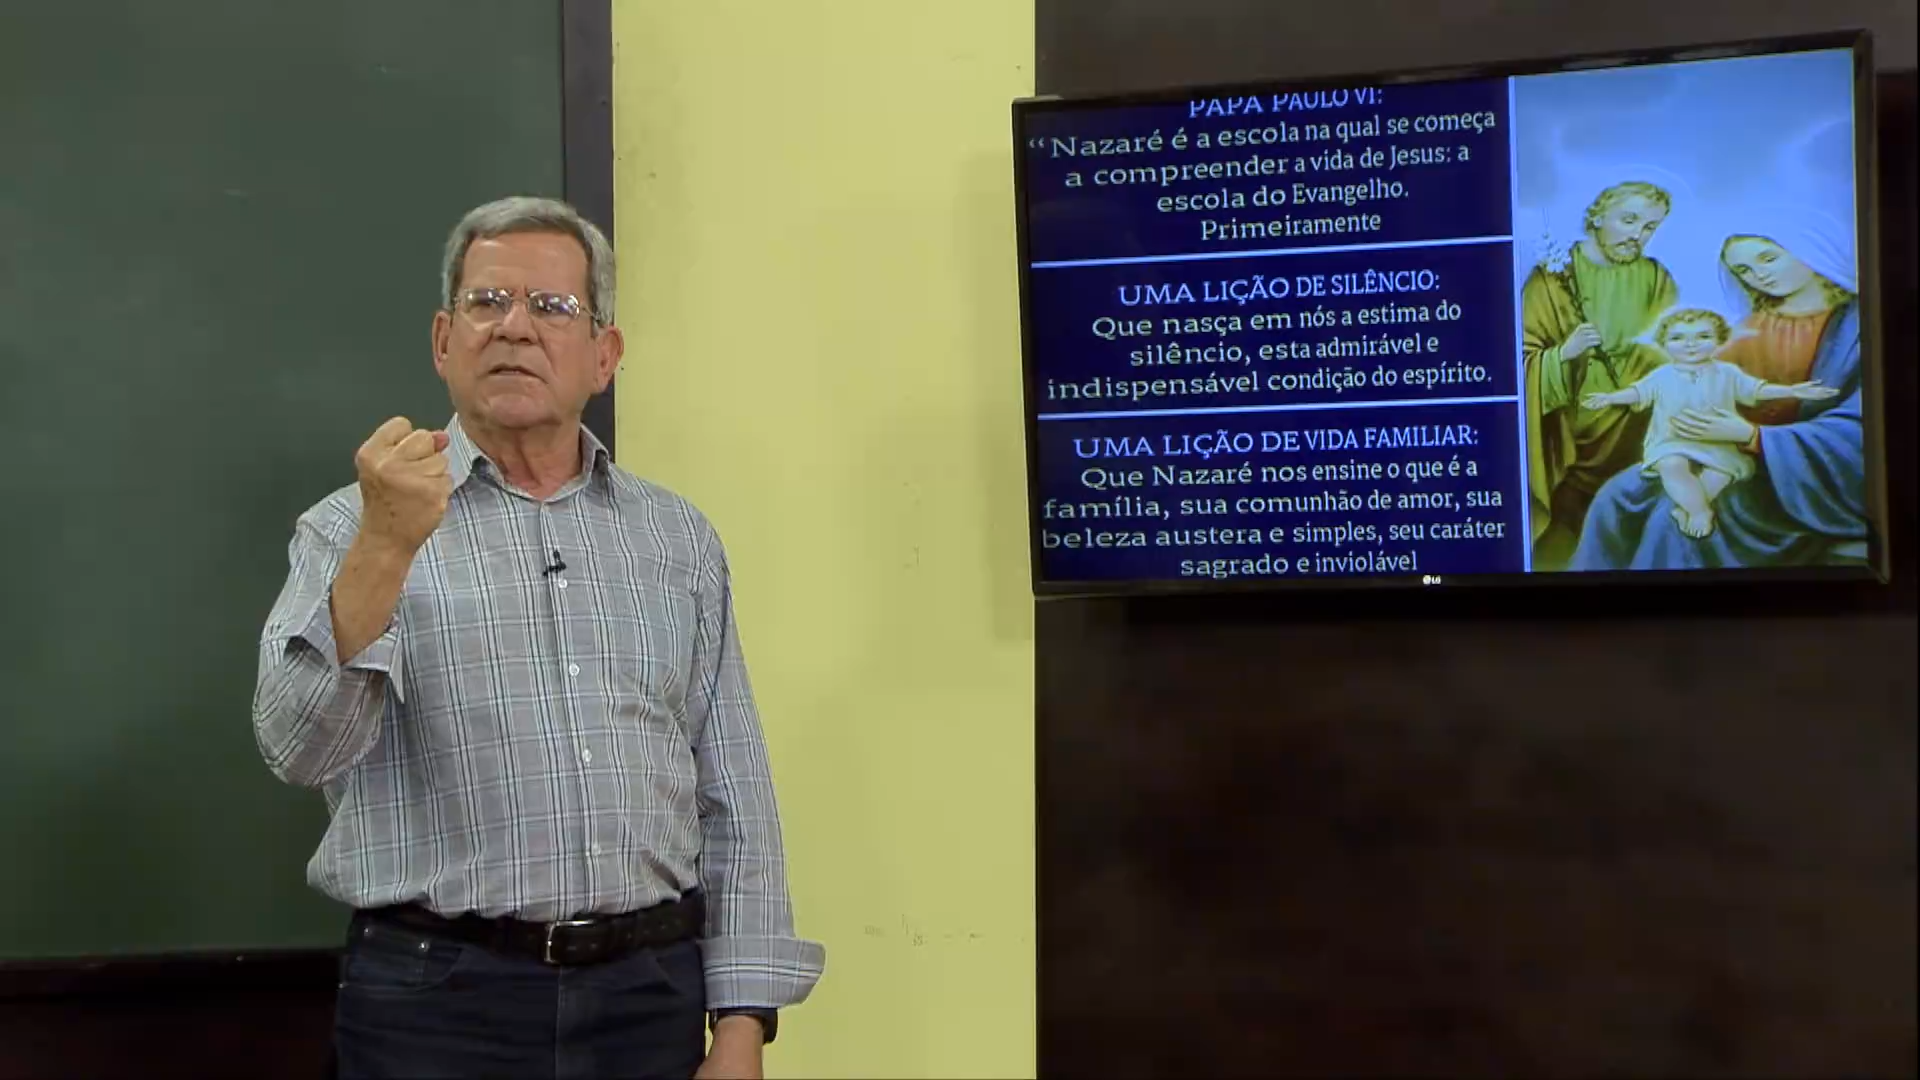 PAPA PAULO VI:
“Nazaré é a escola na qual se começa
a compreender a vida de Jesus: a
escola do Evangelho.
Primeiramente
UMA LIÇÃO DE SILÊNCIO:
Que nasça em nós a estima do
silêncio, esta admirável e
indispensável condição do espírito.
UMA LIÇÃO DE VIDA FAMILIAR:
Que Nazaré nos ensine o que é a
família, sua comunhão de amor, sua
beleza austera e simples, seu caráter
sagrado e inviolável
LG